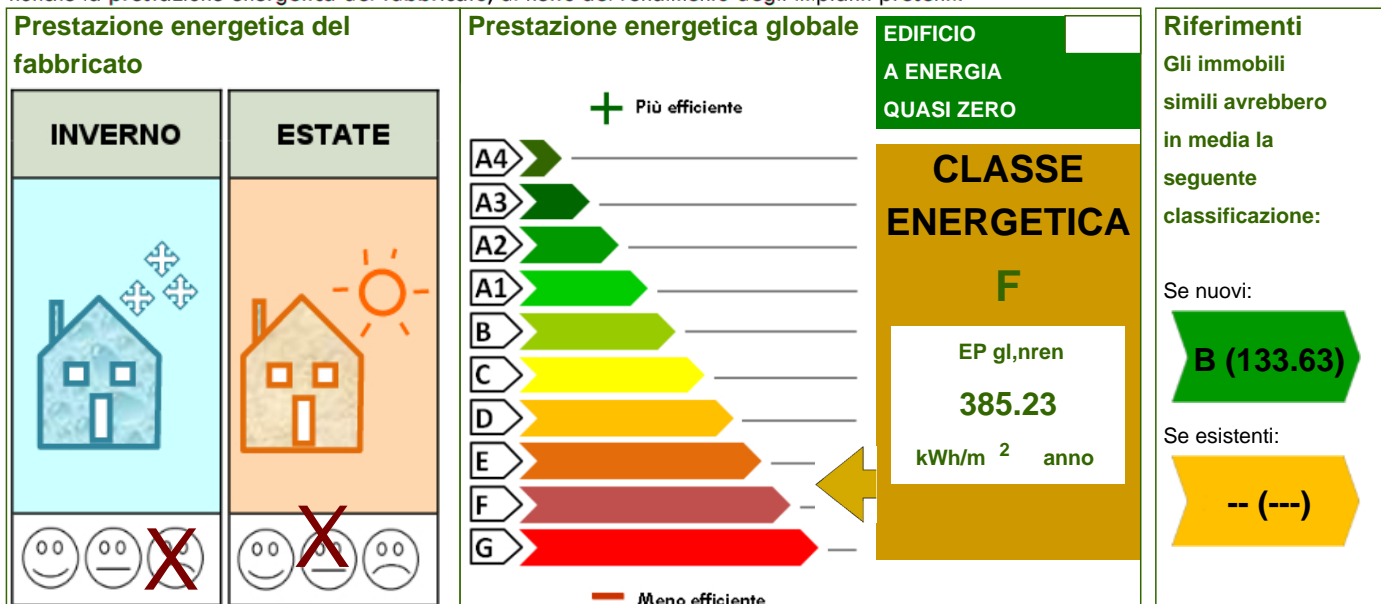 Prestazione energetica del
fabbricato
INVERNO
ESTATE
Prestazione energetica globale
Più efficiente
A4
A3
A2
A1
B
C
D
E
F
G
Meno efficiente
EDIFICIO
A ENERGIA
QUASI ZERO
CLASSE
ENERGETICA
F
EP gl,nren
385.23
kWh/m 2 anno
Riferimenti
Gli immobili
simili avrebbero
in media la
seguente
classificazione:
Se nuovi:
B (133.63)
Se esistenti:
-- (---)